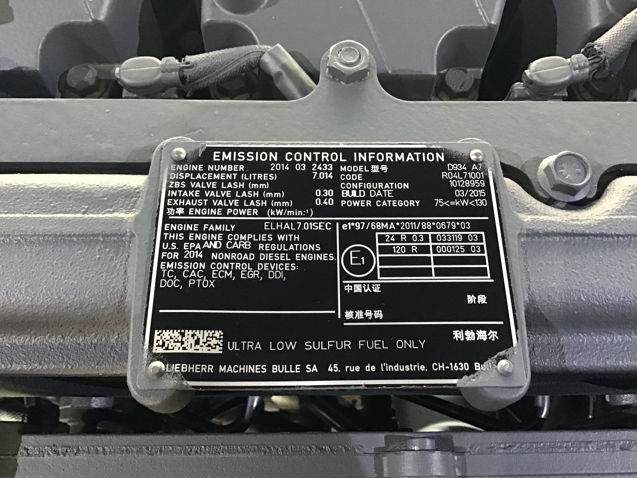 EMISSION CONTROL INFORMATION
ENGINE NUMBER 2014 03 2433 MODEL型号 D934 A7
DISPLACEMENT (LITRES) 7.014 CODE R04L71001
ZBS VALVE LASH (mm) CONFIGURATION 10128959
INTAKE VALVE LASH (mm) 0.30 BUILD DATE 03/2015
EXHAUST VALVE LASH (mm) 0.40 POWER CATEGORY 75<=kW<130
功率 ENGINE POWER (kW/min⁻¹)
ENGINE FAMILY ELHAL7.01SEC e1*97/68MA*2011/88*0679*03
THIS ENGINE COMPLIES WITH
U.S. EPA AND CARB REGULATIONS
FOR 2014 NONROAD DIESEL ENGINES.
EMISSION CONTROL DEVICES:
TC, CAC, ECM, EGR, DDI,
DOC, PTOX
E1
24 R 03 033119 03
120 R 000125 03
中国认证
阶段
核准号码
ULTRA LOW SULFUR FUEL ONLY 利勃海尔
LIEBHERR MACHINES BULLE SA 45, rue de l'industrie, CH-1630